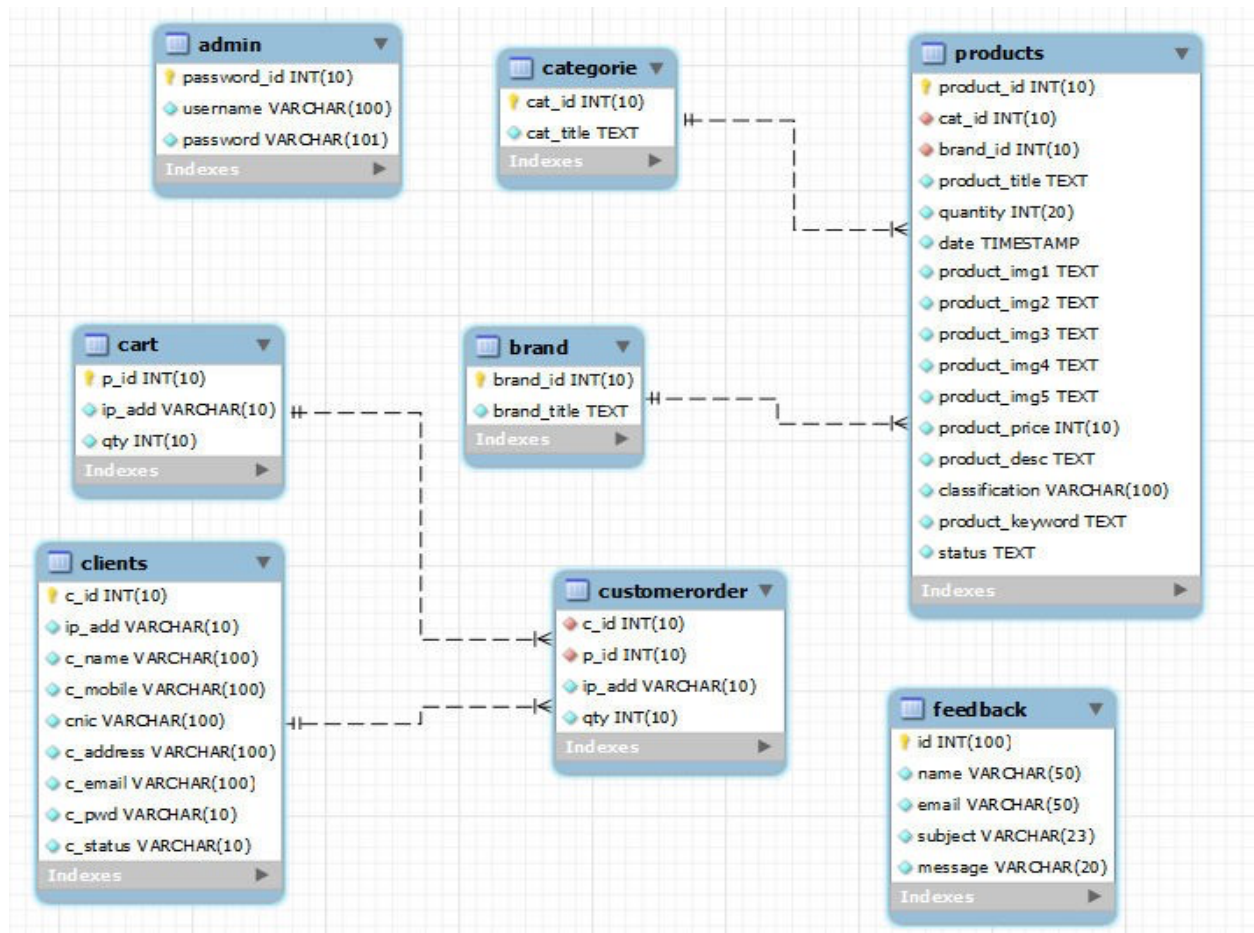 admin
password_id INT(10)
username VARCHAR(100)
password VARCHAR(101)
Indexes
categorie
cat_id INT(10)
cat_title TEXT
Indexes
products
product_id INT(10)
cat_id INT(10)
brand_id INT(10)
product_title TEXT
quantity INT(20)
date TIMESTAMP
product_img1 TEXT
product_img2 TEXT
product_img3 TEXT
product_img4 TEXT
product_img5 TEXT
product_price INT(10)
product_desc TEXT
classification VARCHAR(100)
product_keyword TEXT
status TEXT
Indexes
cart
p_id INT(10)
ip_add VARCHAR(10)
qty INT(10)
Indexes
brand
brand_id INT(10)
brand_title TEXT
Indexes
clients
c_id INT(10)
ip_add VARCHAR(10)
c_name VARCHAR(100)
c_mobile VARCHAR(100)
cnic VARCHAR(100)
c_address VARCHAR(100)
c_email VARCHAR(100)
c_pwd VARCHAR(10)
c_status VARCHAR(10)
Indexes
customerorder
c_id INT(10)
p_id INT(10)
ip_add VARCHAR(10)
qty INT(10)
Indexes
feedback
id INT(100)
name VARCHAR(50)
email VARCHAR(50)
subject VARCHAR(23)
message VARCHAR(20)
Indexes